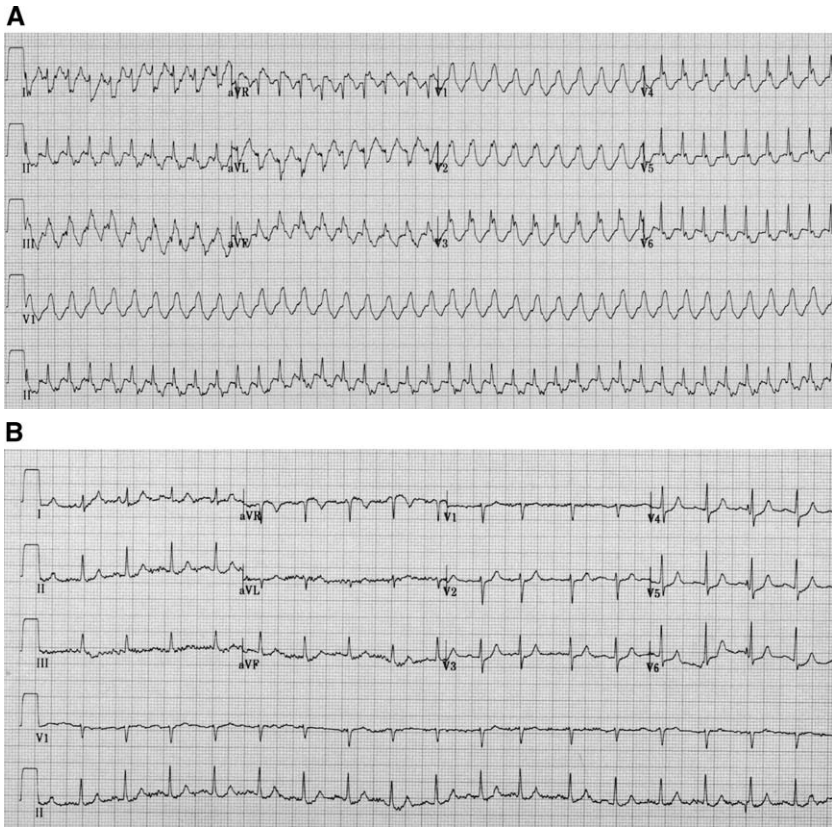 A
I aVR V1 V4
II aVL V2 V5
III aVF V3 V6
V1
II
B
I aVR V1 V4
II aVL V2 V5
III aVF V3 V6
V1
II